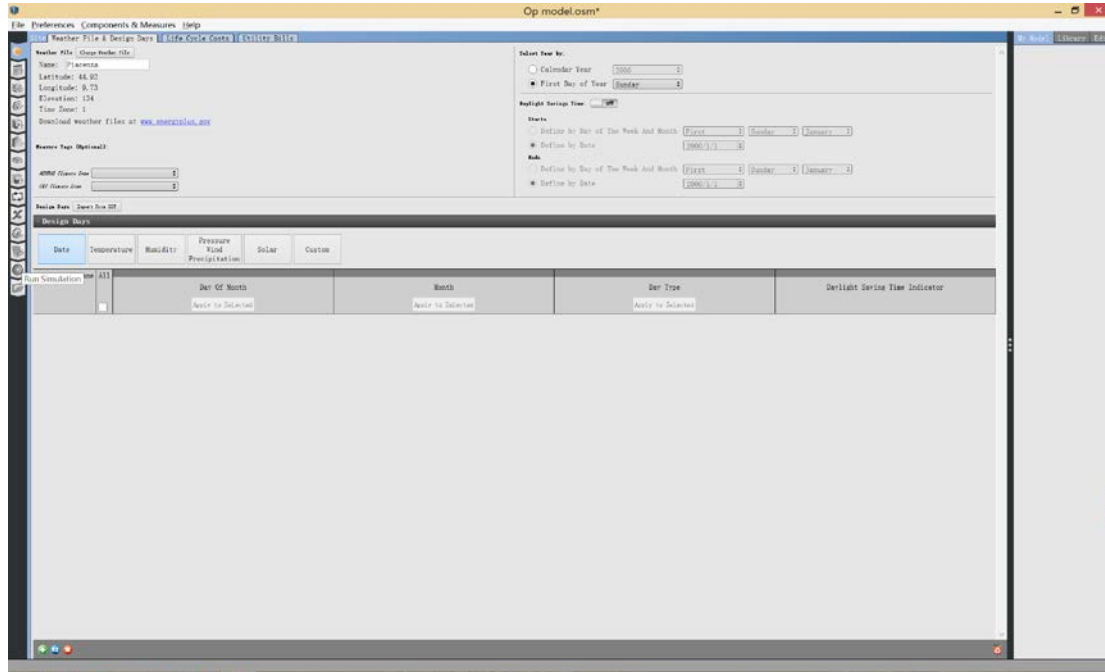 Op model.osm*
File Preferences Components & Measures Help
Site Weather File & Design Days Life Cycle Costs Utility Bills
My Model Library Edi
Weather File Change Weather File
Name: Piacenza
Latitude: 44.92
Longitude: 9.73
Elevation: 134
Time Zone: 1
Download weather files at www.energyplus.gov
Measure Tags (Optional):
ASHRAE Climate Zone
CEC Climate Zone
Select Year by:
Calendar Year 2000
First Day of Year Sunday
Daylight Savings Time: off
Starts
Define by Day of The Week And Month First Sunday January
Define by Date 2000/1/1
Ends
Define by Day of The Week And Month First Sunday January
Define by Date 2000/1/1
Design Days Import From DDY
Design Days
Date
Temperature
Humidity
Pressure
Wind
Precipitation
Solar
Custom
Run Simulation
All
Day Of Month
Month
Day Type
Daylight Saving Time Indicator
Apply to Selected
Apply to Selected
Apply to Selected